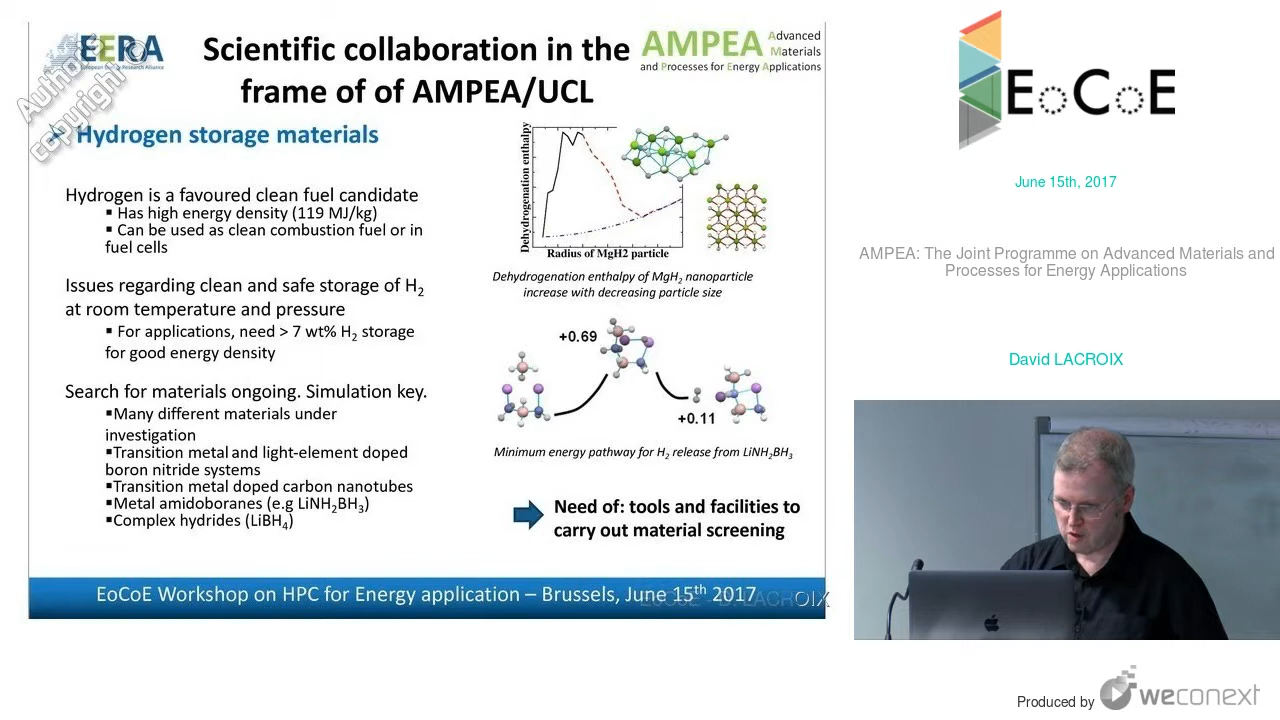 EERA
European Energy Research Alliance
Author's ©
copyright
Scientific collaboration in the
frame of of AMPEA/UCL
AMPEA Advanced
Materials
and Processes for Energy Applications
➢ Hydrogen storage materials
Hydrogen is a favoured clean fuel candidate
▪ Has high energy density (119 MJ/kg)
▪ Can be used as clean combustion fuel or in
fuel cells
Issues regarding clean and safe storage of H2
at room temperature and pressure
▪ For applications, need > 7 wt% H2 storage
for good energy density
Search for materials ongoing. Simulation key.
▪Many different materials under
investigation
▪Transition metal and light-element doped
boron nitride systems
▪Transition metal doped carbon nanotubes
▪Metal amidoboranes (e.g LiNH2BH3)
▪Complex hydrides (LiBH4)
Dehydrogenation enthalpy
Radius of MgH2 particle
Dehydrogenation enthalpy of MgH2 nanoparticle
increase with decreasing particle size
+0.69
+0.11
Minimum energy pathway for H2 release from LiNH2BH3
Need of: tools and facilities to
carry out material screening
EoCoE Workshop on HPC for Energy application – Brussels, June 15th 2017
EoCoE - D. LACROIX
EoCoE
June 15th, 2017
AMPEA: The Joint Programme on Advanced Materials and
Processes for Energy Applications
David LACROIX
Produced by weconext